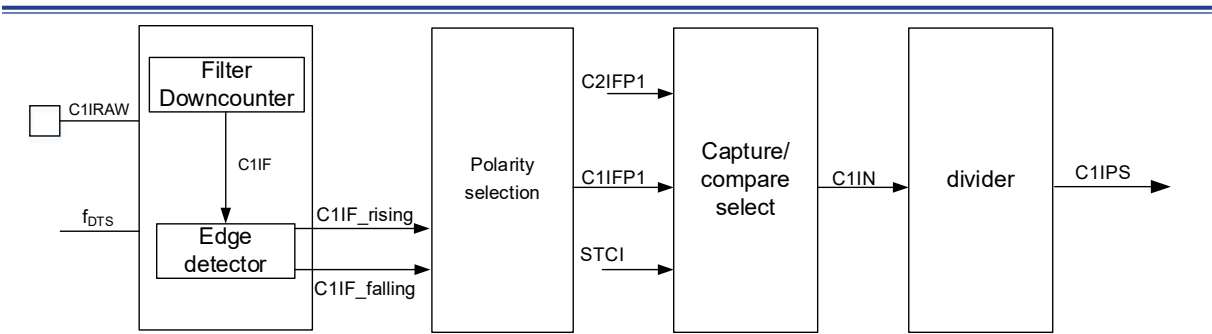 C1IRAW
f_DTS
Filter
Downcounter
C1IF
Edge
detector
C1IF_rising
C1IF_falling
Polarity
selection
C2IFP1
C1IFP1
STCI
Capture/
compare
select
C1IN
divider
C1IPS